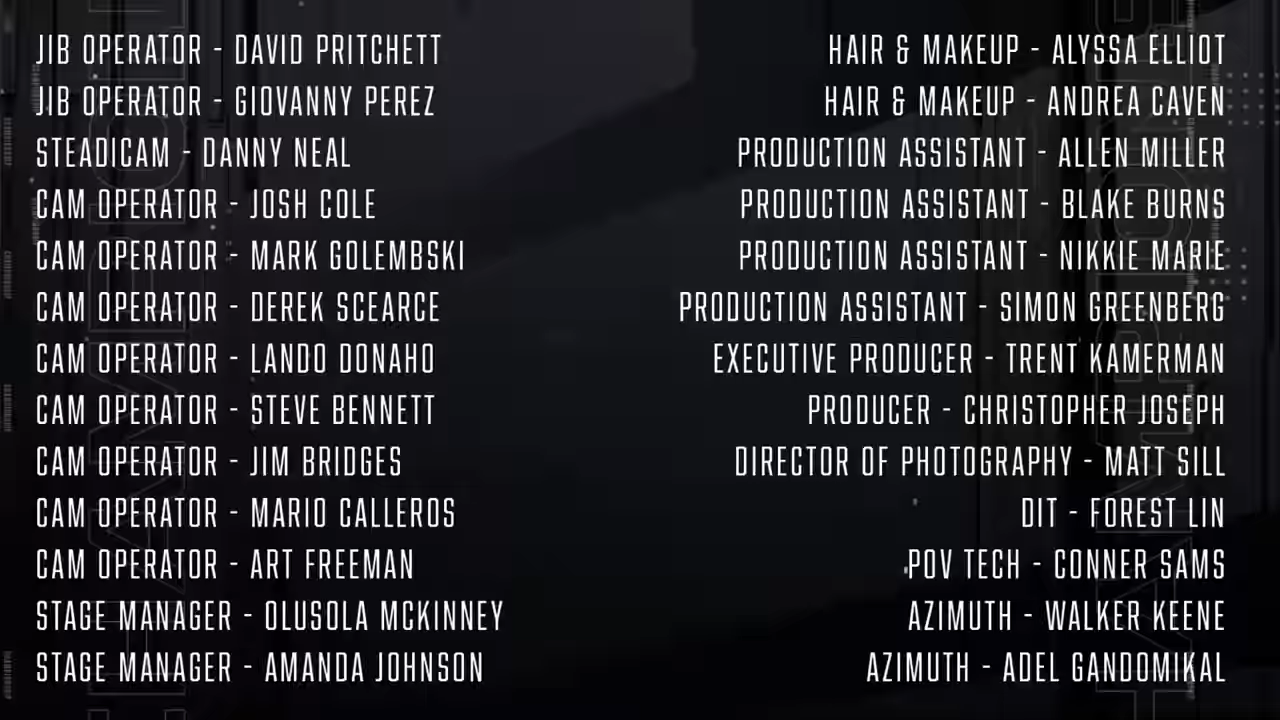 JIB OPERATOR - DAVID PRITCHETT
JIB OPERATOR - GIOVANNY PEREZ
STEADICAM - DANNY NEAL
CAM OPERATOR - JOSH COLE
CAM OPERATOR - MARK GOLEMBSKI
CAM OPERATOR - DEREK SCEARCE
CAM OPERATOR - LANDO DONAHO
CAM OPERATOR - STEVE BENNETT
CAM OPERATOR - JIM BRIDGES
CAM OPERATOR - MARIO CALLEROS
CAM OPERATOR - ART FREEMAN
STAGE MANAGER - OLUSOLA MCKINNEY
STAGE MANAGER - AMANDA JOHNSON
HAIR & MAKEUP - ALYSSA ELLIOT
HAIR & MAKEUP - ANDREA CAVEN
PRODUCTION ASSISTANT - ALLEN MILLER
PRODUCTION ASSISTANT - BLAKE BURNS
PRODUCTION ASSISTANT - NIKKIE MARIE
PRODUCTION ASSISTANT - SIMON GREENBERG
EXECUTIVE PRODUCER - TRENT KAMERMAN
PRODUCER - CHRISTOPHER JOSEPH
DIRECTOR OF PHOTOGRAPHY - MATT SILL
DIT - FOREST LIN
POV TECH - CONNER SAMS
AZIMUTH - WALKER KEENE
AZIMUTH - ADEL GANDOMIKAL